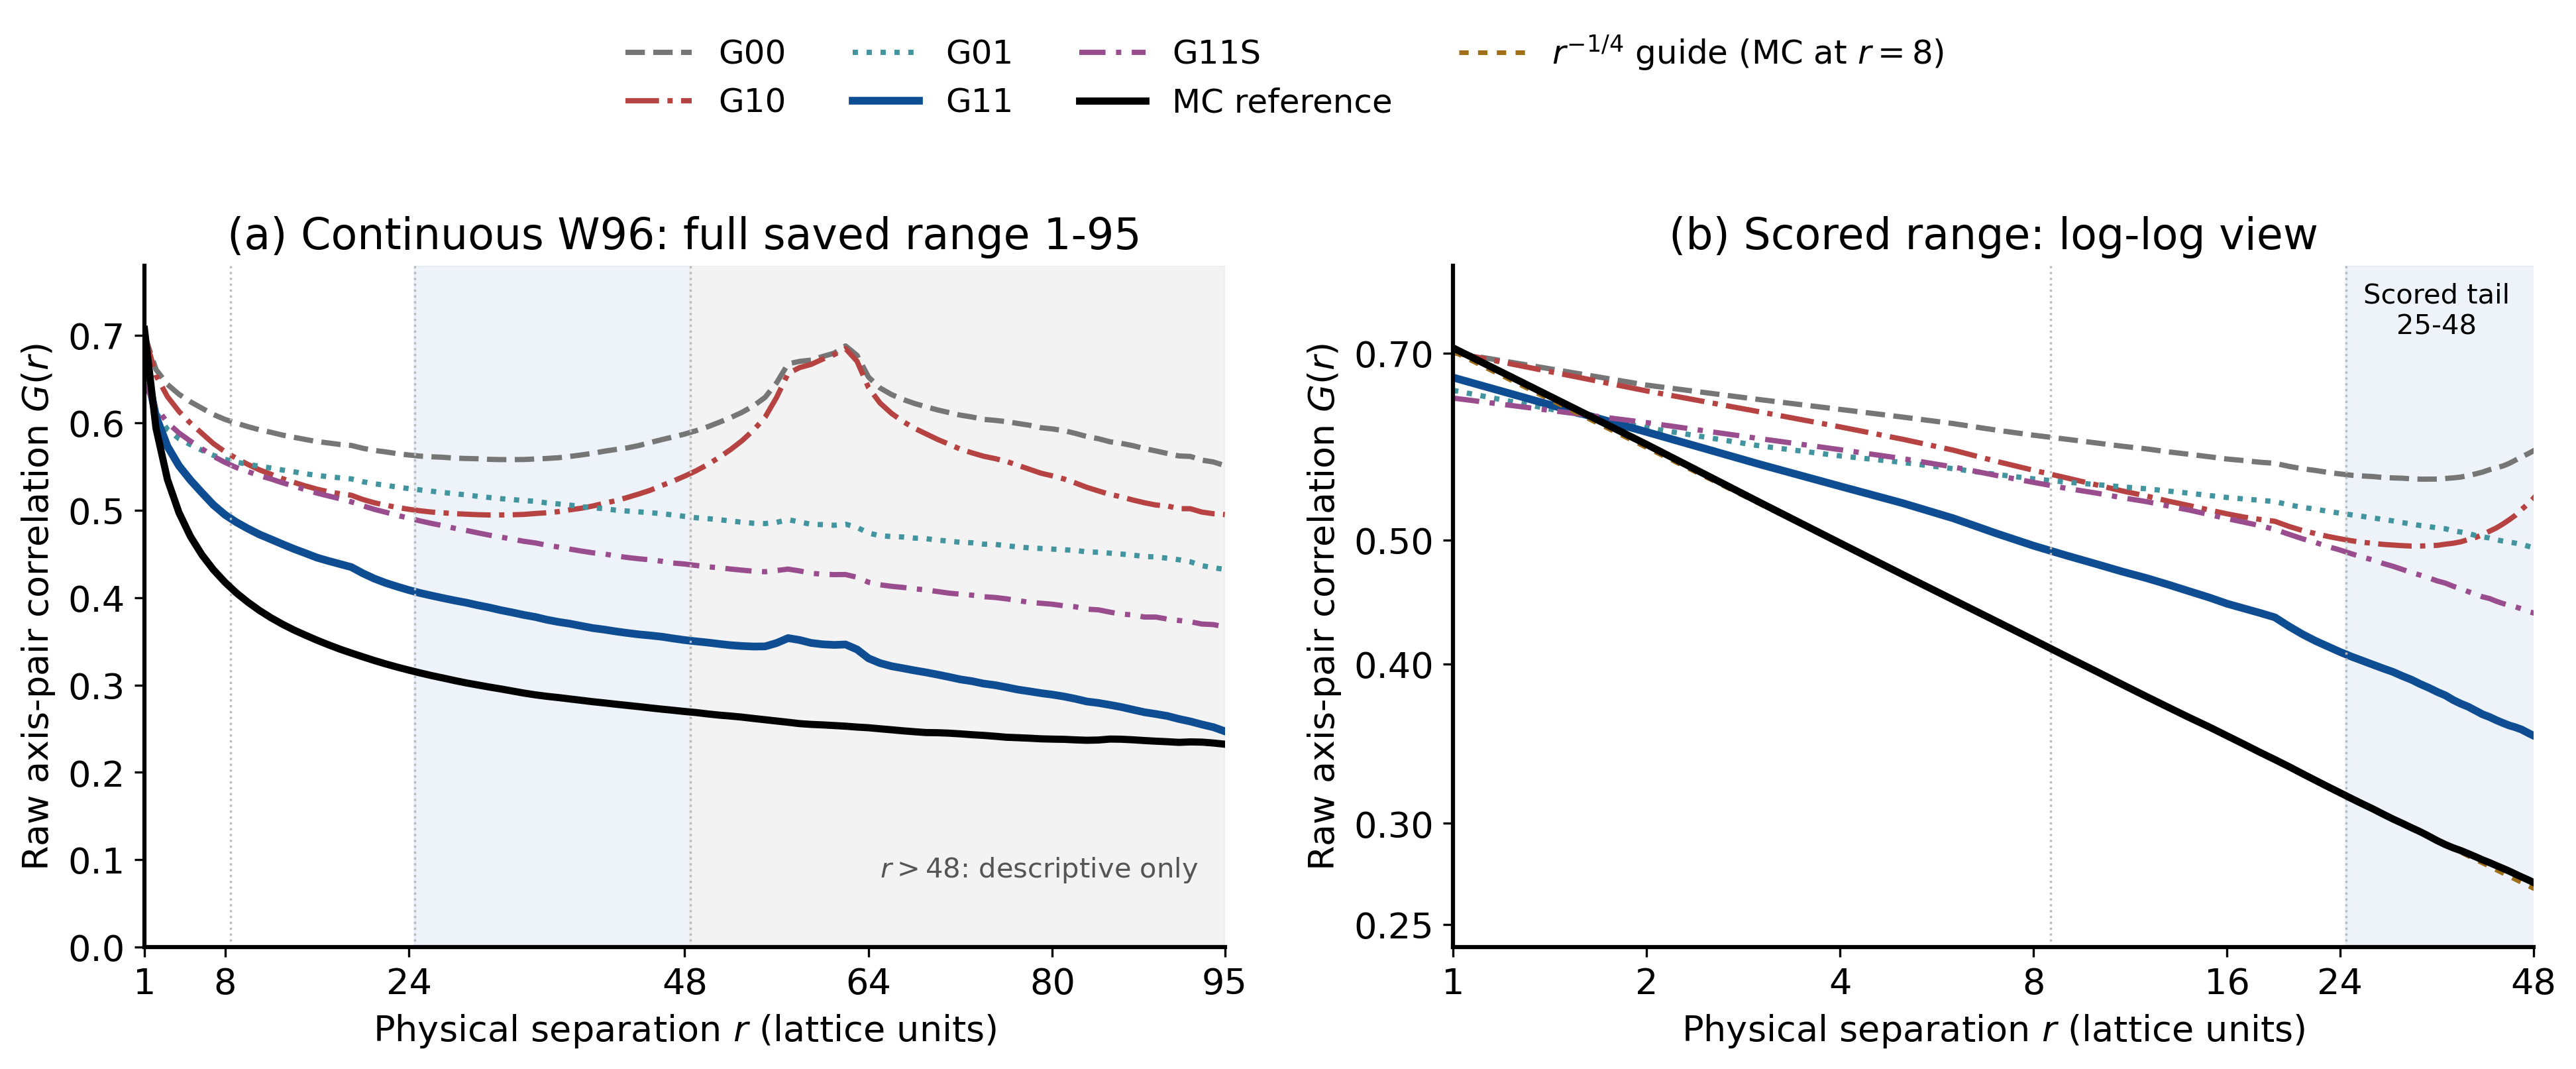 G00
G01
G11S
r^{-1/4} guide (MC at r = 8)
G10
G11
MC reference
(a) Continuous W96: full saved range 1-95
Raw axis-pair correlation G(r)
0.7
0.6
0.5
0.4
0.3
0.2
0.1
0.0
r > 48: descriptive only
1 8 24 48 64 80 95
Physical separation r (lattice units)
(b) Scored range: log-log view
Raw axis-pair correlation G(r)
Scored tail
25-48
0.70
0.50
0.40
0.30
0.25
1 2 4 8 16 24 48
Physical separation r (lattice units)